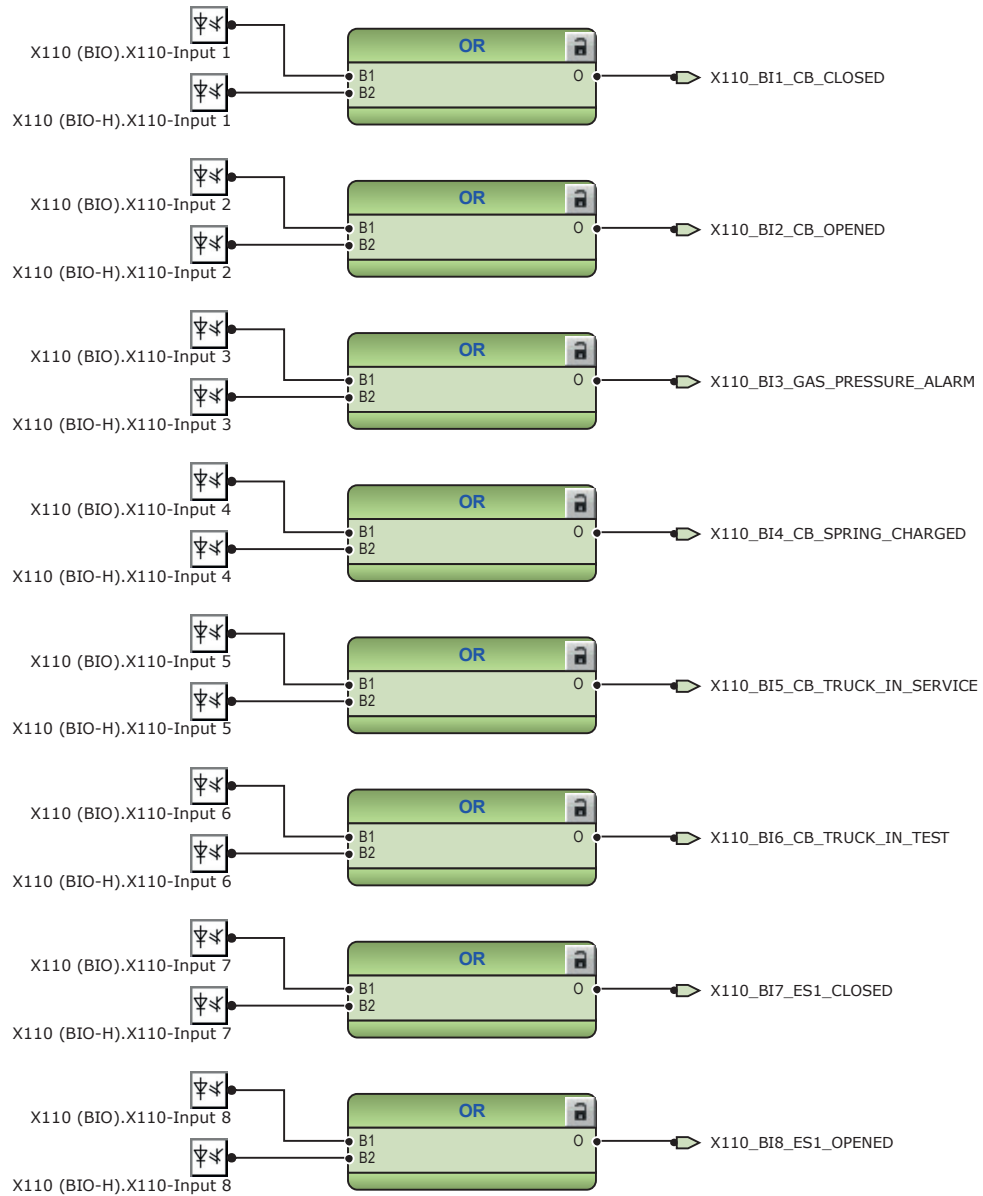 X110 (BIO).X110-Input 1
X110 (BIO-H).X110-Input 1
OR
B1
B2
O
X110_BI1_CB_CLOSED
X110 (BIO).X110-Input 2
X110 (BIO-H).X110-Input 2
OR
B1
B2
O
X110_BI2_CB_OPENED
X110 (BIO).X110-Input 3
X110 (BIO-H).X110-Input 3
OR
B1
B2
O
X110_BI3_GAS_PRESSURE_ALARM
X110 (BIO).X110-Input 4
X110 (BIO-H).X110-Input 4
OR
B1
B2
O
X110_BI4_CB_SPRING_CHARGED
X110 (BIO).X110-Input 5
X110 (BIO-H).X110-Input 5
OR
B1
B2
O
X110_BI5_CB_TRUCK_IN_SERVICE
X110 (BIO).X110-Input 6
X110 (BIO-H).X110-Input 6
OR
B1
B2
O
X110_BI6_CB_TRUCK_IN_TEST
X110 (BIO).X110-Input 7
X110 (BIO-H).X110-Input 7
OR
B1
B2
O
X110_BI7_ES1_CLOSED
X110 (BIO).X110-Input 8
X110 (BIO-H).X110-Input 8
OR
B1
B2
O
X110_BI8_ES1_OPENED